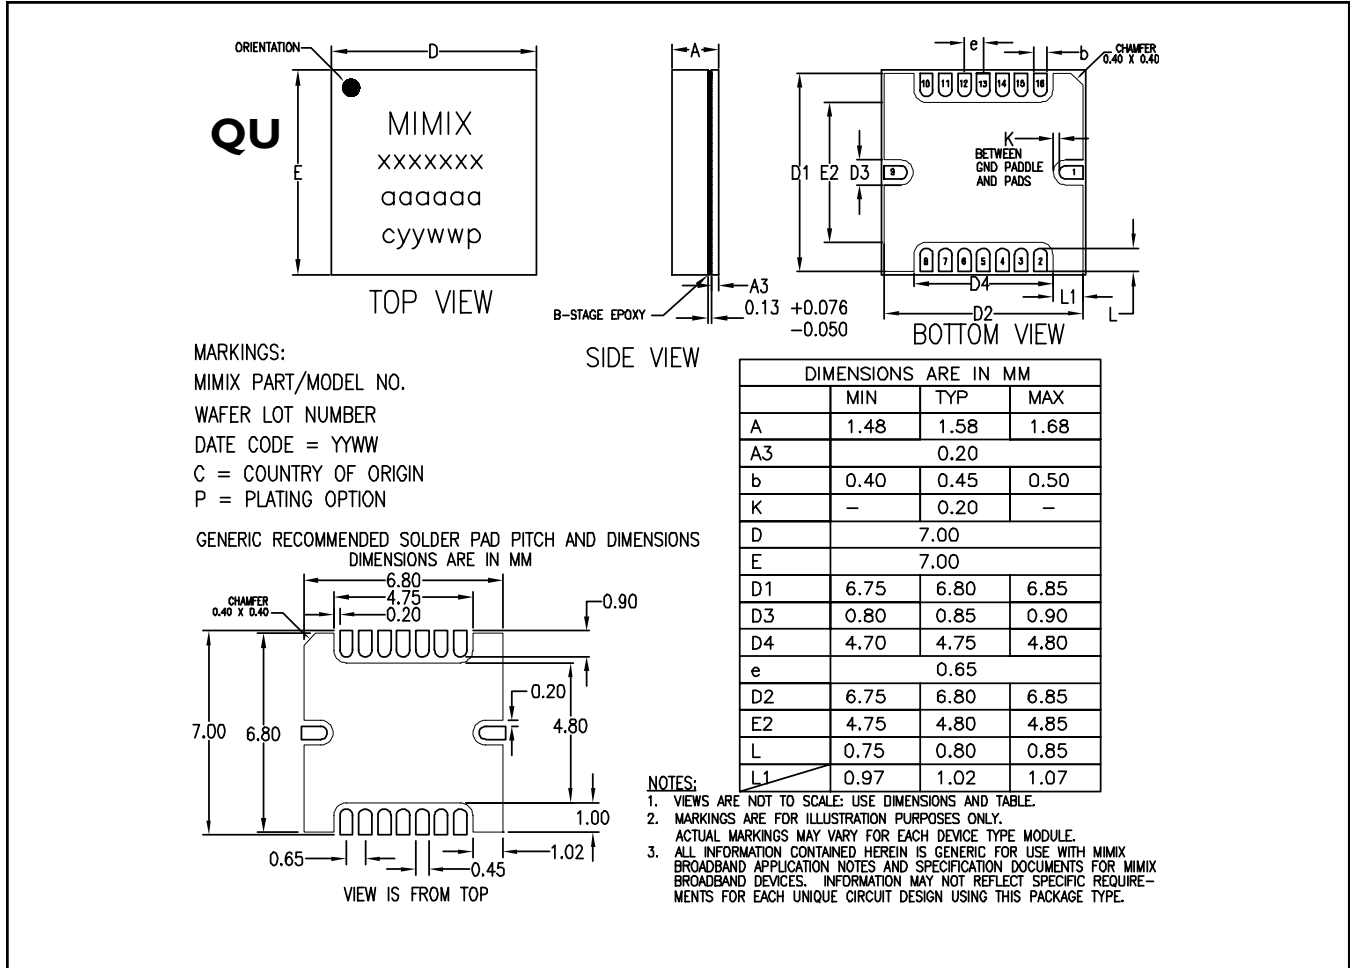 ORIENTATION
D
E
QU
MIMIX
xxxxxxx
aaaaaa
cyywwp
TOP VIEW
A
A3
0.13 +0.076
-0.050
B-STAGE EPOXY
SIDE VIEW
e
b
CHAMFER
0.40 X 0.40
10 11 12 13 14 15 16
K
BETWEEN
GND PADDLE
AND PADS
D1 E2 D3
9
1
8 7 6 5 4 3 2
D4
L1
D2
L
BOTTOM VIEW
MARKINGS:
MIMIX PART/MODEL NO.
WAFER LOT NUMBER
DATE CODE = YYWW
C = COUNTRY OF ORIGIN
P = PLATING OPTION
DIMENSIONS ARE IN MM
MIN TYP MAX
A 1.48 1.58 1.68
A3 0.20
b 0.40 0.45 0.50
K – 0.20 –
D 7.00
E 7.00
D1 6.75 6.80 6.85
D3 0.80 0.85 0.90
D4 4.70 4.75 4.80
e 0.65
D2 6.75 6.80 6.85
E2 4.75 4.80 4.85
L 0.75 0.80 0.85
L1 0.97 1.02 1.07
GENERIC RECOMMENDED SOLDER PAD PITCH AND DIMENSIONS
DIMENSIONS ARE IN MM
6.80
4.75
0.20
CHAMFER
0.40 X 0.40
0.90
0.20
7.00 6.80
4.80
1.00
0.65
0.45
1.02
VIEW IS FROM TOP
NOTES:
1. VIEWS ARE NOT TO SCALE: USE DIMENSIONS AND TABLE.
2. MARKINGS ARE FOR ILLUSTRATION PURPOSES ONLY.
ACTUAL MARKINGS MAY VARY FOR EACH DEVICE TYPE MODULE.
3. ALL INFORMATION CONTAINED HEREIN IS GENERIC FOR USE WITH MIMIX
BROADBAND APPLICATION NOTES AND SPECIFICATION DOCUMENTS FOR MIMIX
BROADBAND DEVICES. INFORMATION MAY NOT REFLECT SPECIFIC REQUIRE-
MENTS FOR EACH UNIQUE CIRCUIT DESIGN USING THIS PACKAGE TYPE.